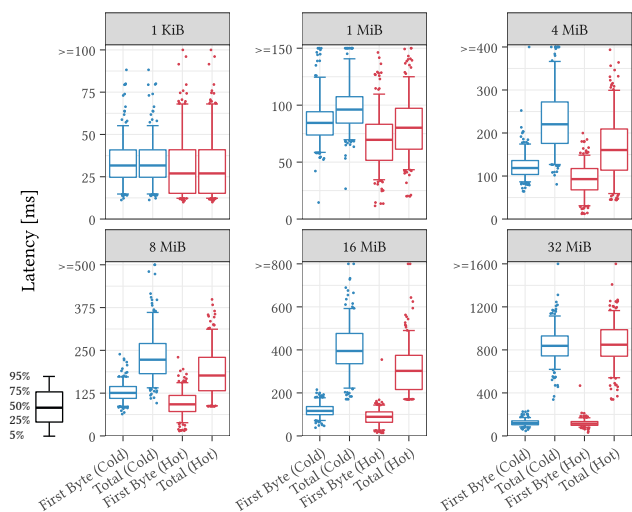 1 KiB
1 MiB
4 MiB
>=100
75
50
25
0
>=150
100
50
0
>=400
300
200
100
0
Latency [ms]
8 MiB
16 MiB
32 MiB
>=500
375
250
125
0
>=800
600
400
200
0
>=1600
1200
800
400
0
95%
75%
50%
25%
5%
First Byte (Cold)
Total (Cold)
First Byte (Hot)
Total (Hot)
First Byte (Cold)
Total (Cold)
First Byte (Hot)
Total (Hot)
First Byte (Cold)
Total (Cold)
First Byte (Hot)
Total (Hot)